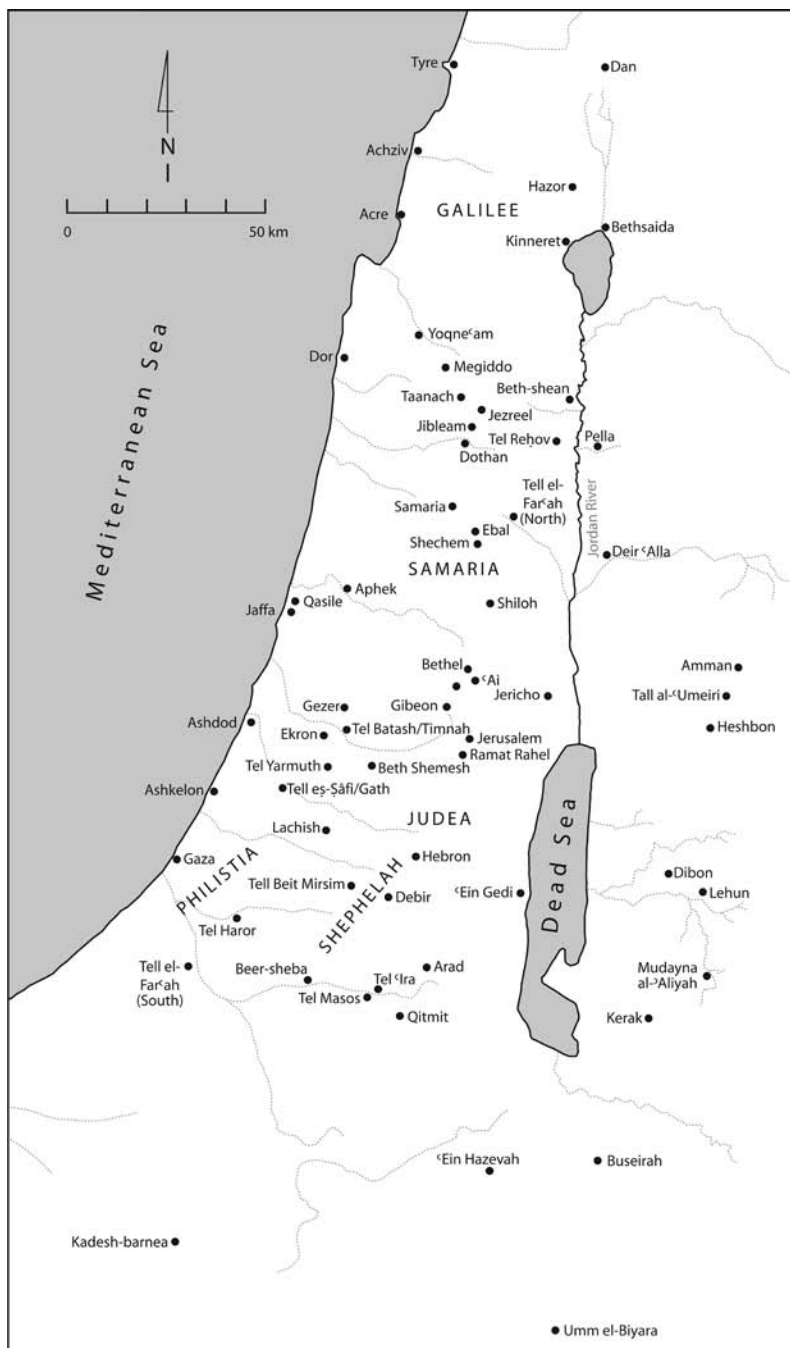 Tyre
Dan
Achziv
N
Hazor
Acre
GALILEE
0
50 km
Bethsaida
Kinneret
Yoqneʿam
Dor
Megiddo
Mediterranean Sea
Taanach
Beth-shean
Jezreel
Jibleam
Tel Reḥov
Pella
Dothan
Tell el-
Farʿah
(North)
Samaria
Ebal
Jordan River
Shechem
Deir ʿAlla
SAMARIA
Aphek
Qasile
Shiloh
Jaffa
Bethel
Amman
ʿAi
Jericho
Tall al-ʿUmeiri
Gezer
Gibeon
Ashdod
Tel Batash/Timnah
Heshbon
Ekron
Jerusalem
Ramat Rahel
Tel Yarmuth
Beth Shemesh
Ashkelon
Tell eṣ-Ṣâfi/Gath
JUDEA
Lachish
Gaza
PHILISTIA
Hebron
Dead Sea
Dibon
Tell Beit Mirsim
SHEPHELAH
Debir
ʿEin Gedi
Lehun
Tel Haror
Tell el-
Farʿah
(South)
Beer-sheba
Arad
Tel ʿIra
Mudayna
al-ʾAliyah
Tel Masos
Qitmit
Kerak
ʿEin Hazevah
Buseirah
Kadesh-barnea
Umm el-Biyara